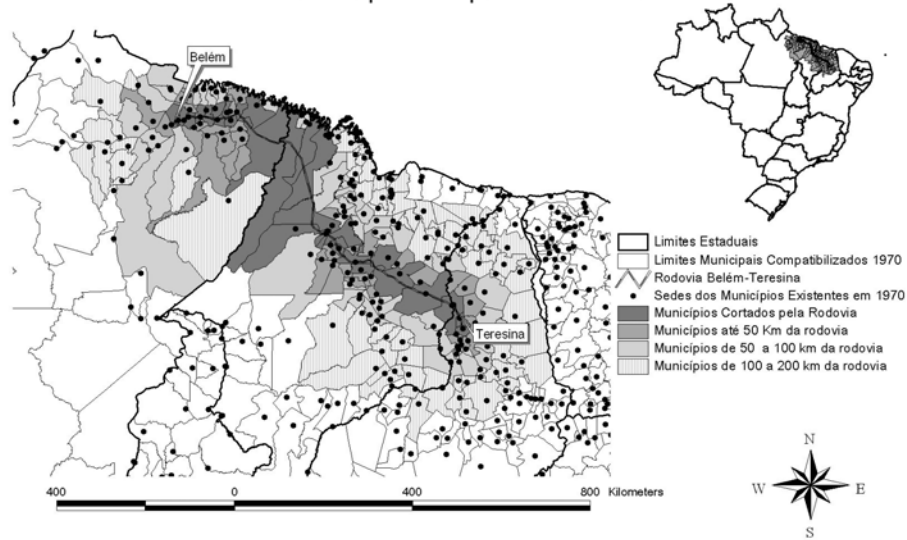 Belém
Teresina
Limites Estaduais
Limites Municipais Compatibilizados 1970
Rodovia Belém-Teresina
Sedes dos Municípios Existentes em 1970
Municípios Cortados pela Rodovia
Municípios até 50 Km da rodovia
Municípios de 50 a 100 km da rodovia
Municípios de 100 a 200 km da rodovia
400 0 400 800 Kilometers
N
W E
S